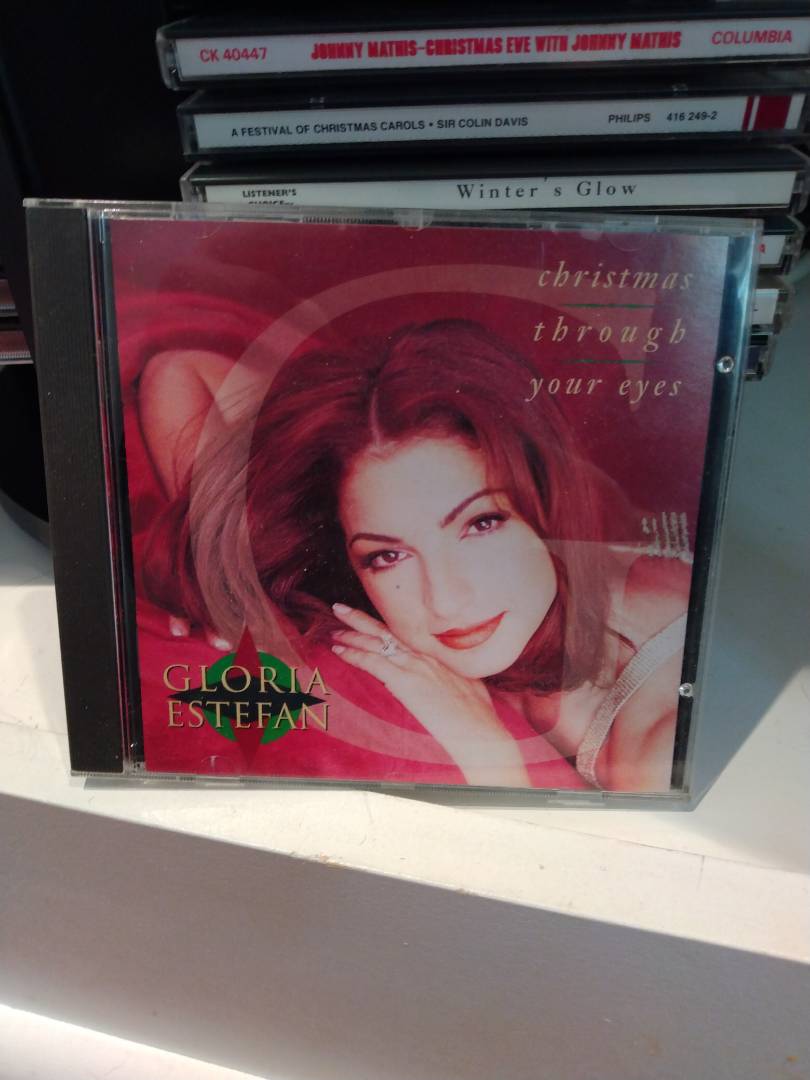 CK 40447 JOHNNY MATHIS-CHRISTMAS EVE WITH JOHNNY MATHIS COLUMBIA
A FESTIVAL OF CHRISTMAS CAROLS • SIR COLIN DAVIS PHILIPS 416 249-2
LISTENER'S Winter's Glow
christmas
through
your eyes
GLORIA
ESTEFAN